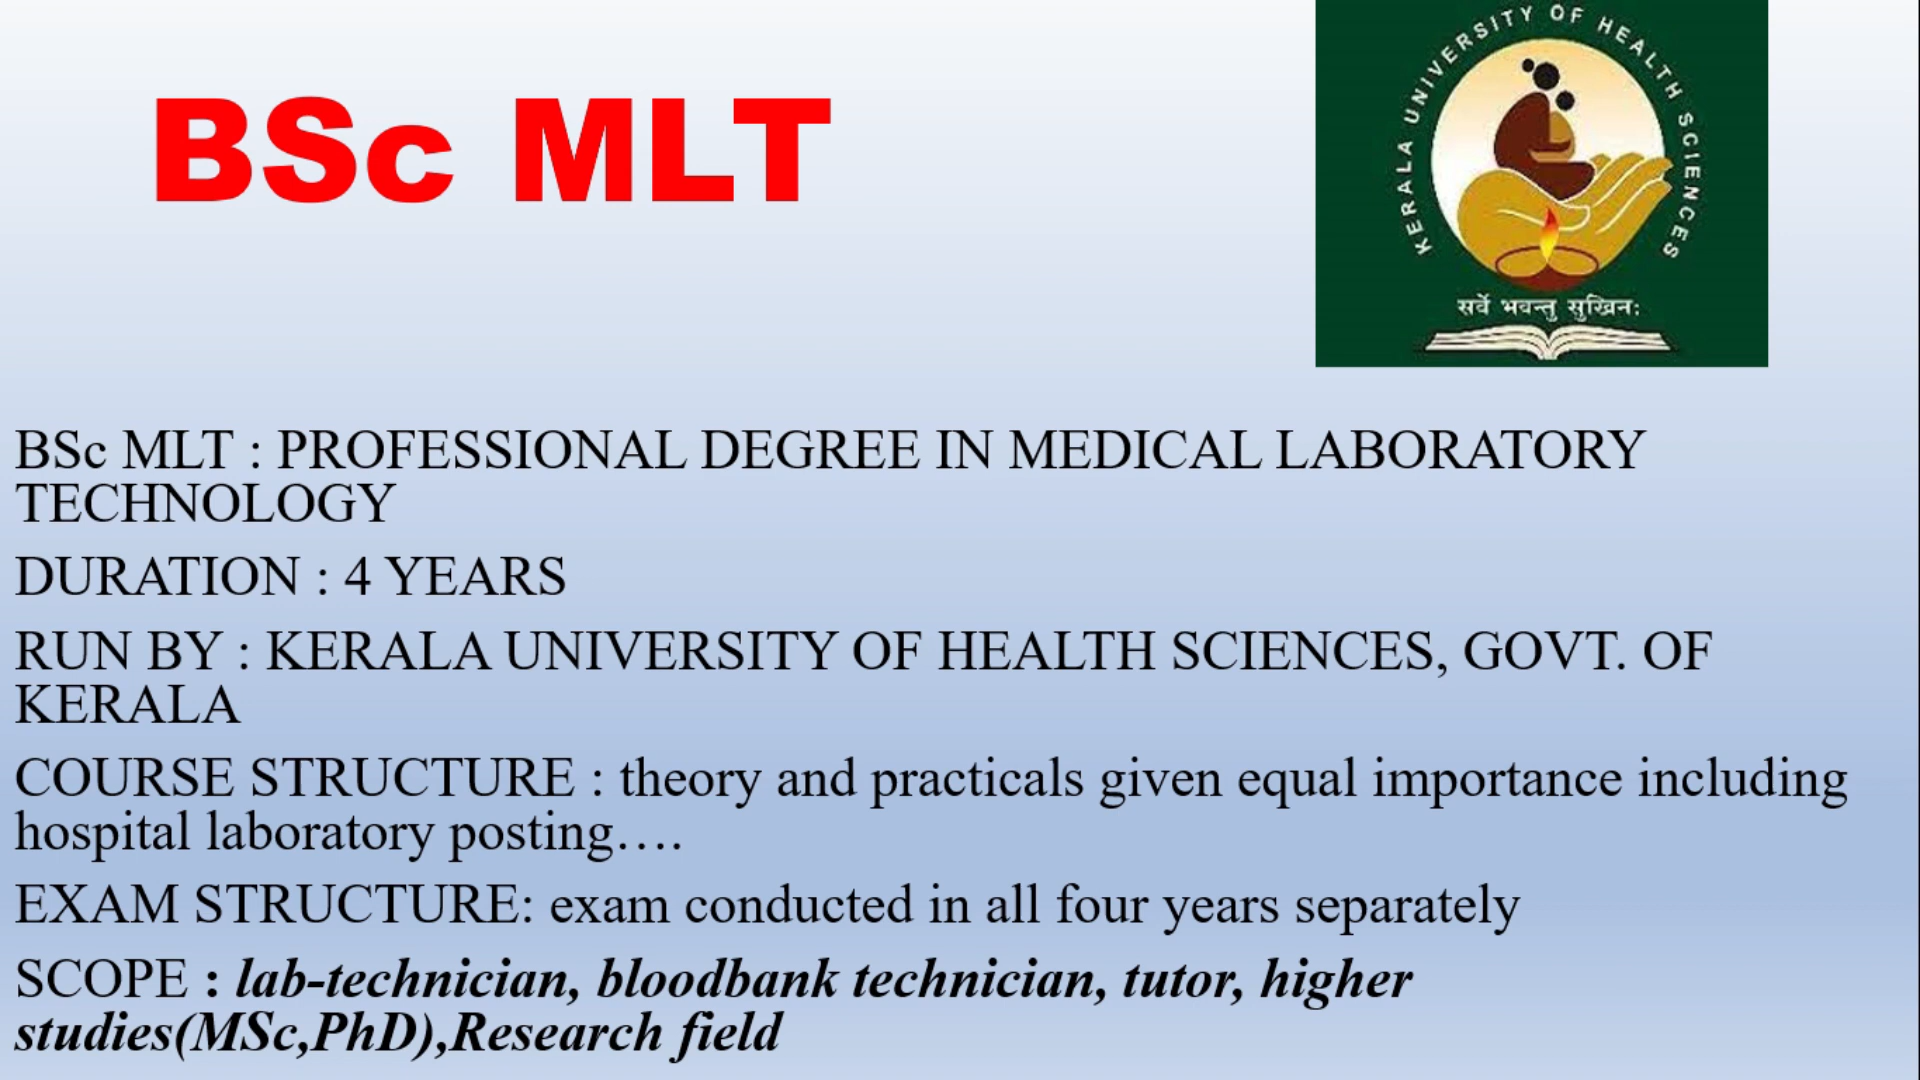 BSc MLT
KERALA UNIVERSITY OF HEALTH SCIENCES
सर्वे भवन्तु सुखिन:
BSc MLT : PROFESSIONAL DEGREE IN MEDICAL LABORATORY
TECHNOLOGY
DURATION : 4 YEARS
RUN BY : KERALA UNIVERSITY OF HEALTH SCIENCES, GOVT. OF
KERALA
COURSE STRUCTURE : theory and practicals given equal importance including
hospital laboratory posting….
EXAM STRUCTURE: exam conducted in all four years separately
SCOPE : lab-technician, bloodbank technician, tutor, higher
studies(MSc,PhD),Research field